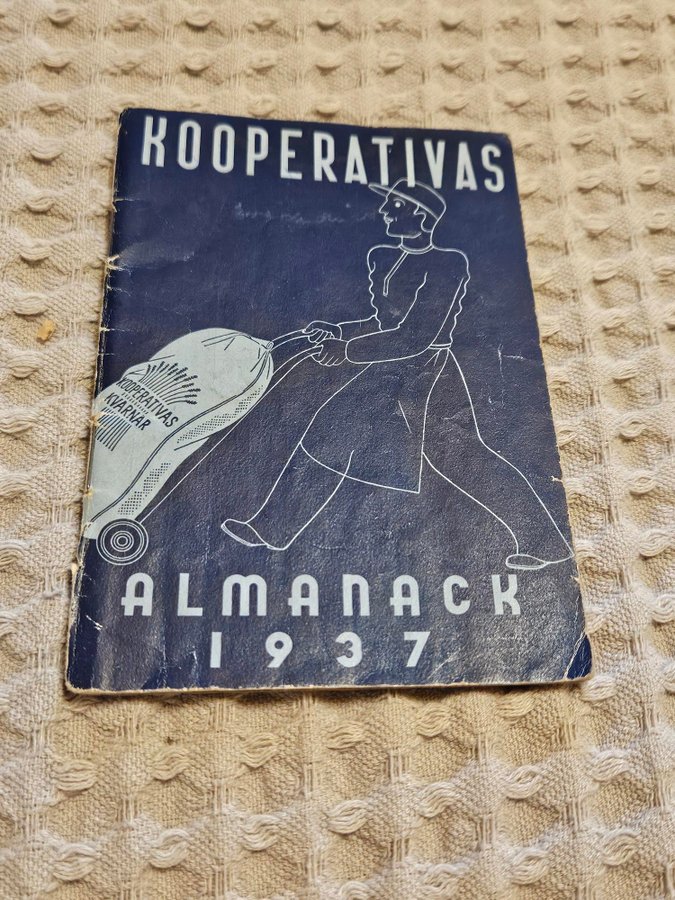 KOOPERATIVAS
KOOPERATIVAS
KVARNAR
ALMANACK
1937